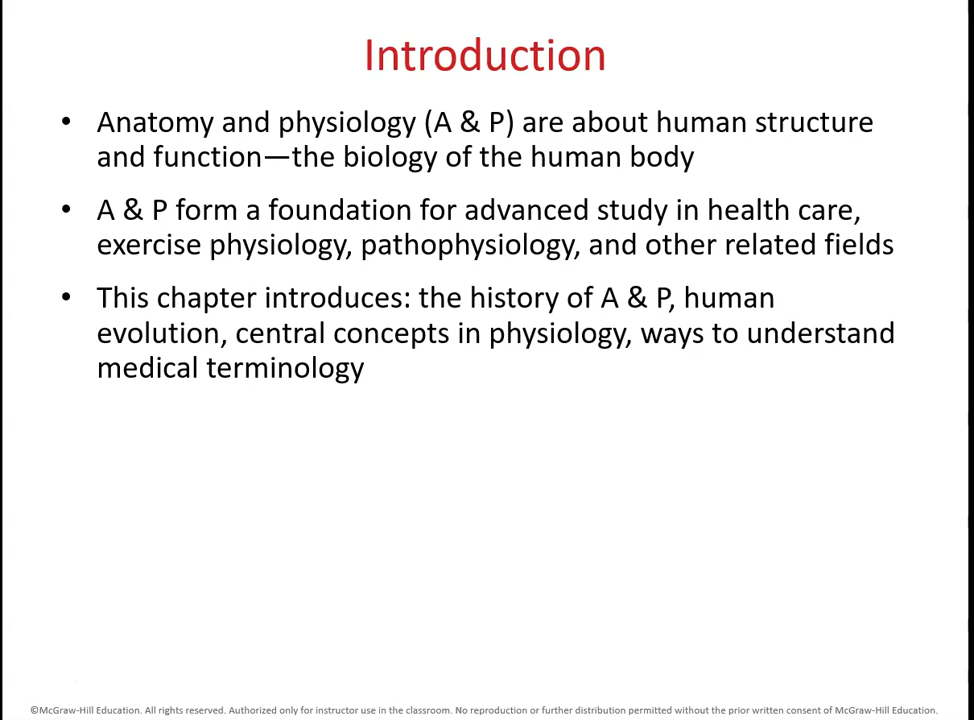 Introduction
• Anatomy and physiology (A & P) are about human structure
and function—the biology of the human body
• A & P form a foundation for advanced study in health care,
exercise physiology, pathophysiology, and other related fields
• This chapter introduces: the history of A & P, human
evolution, central concepts in physiology, ways to understand
medical terminology
©McGraw-Hill Education. All rights reserved. Authorized only for instructor use in the classroom. No reproduction or further distribution permitted without the prior written consent of McGraw-Hill Education.